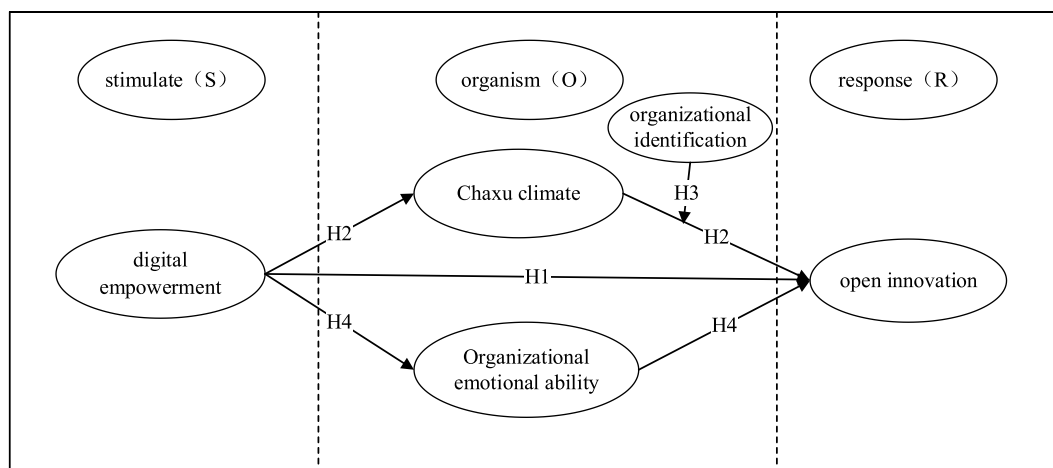 stimulate（S）
organism（O）
response（R）
organizational
identification
Chaxu climate
H3
H2
H2
digital
empowerment
H1
open innovation
H4
H4
Organizational
emotional ability